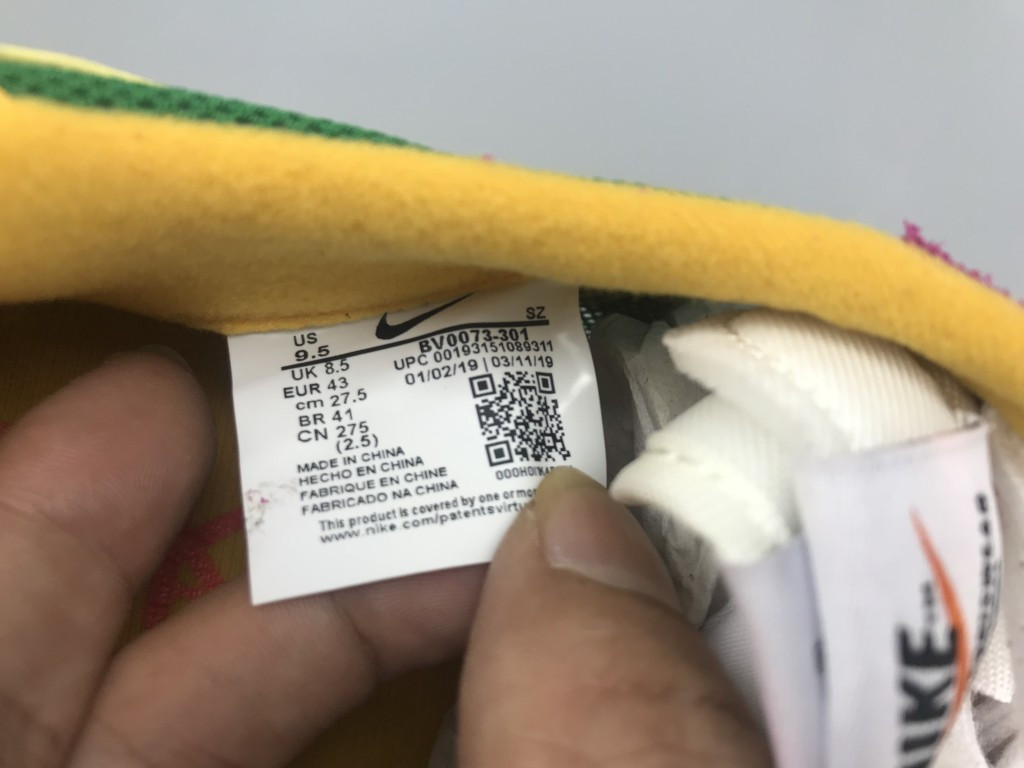 US
9.5
SZ
UK 8.5
BV0073-301
EUR 43
UPC 00193151089311
cm 27.5
01/02/19 | 03/11/19
BR 41
CN 275
(2.5)
MADE IN CHINA
HECHO EN CHINA
FABRIQUE EN CHINE
FABRICADO NA CHINA
This product is covered by one or
www.nike.com/patents
NIKE